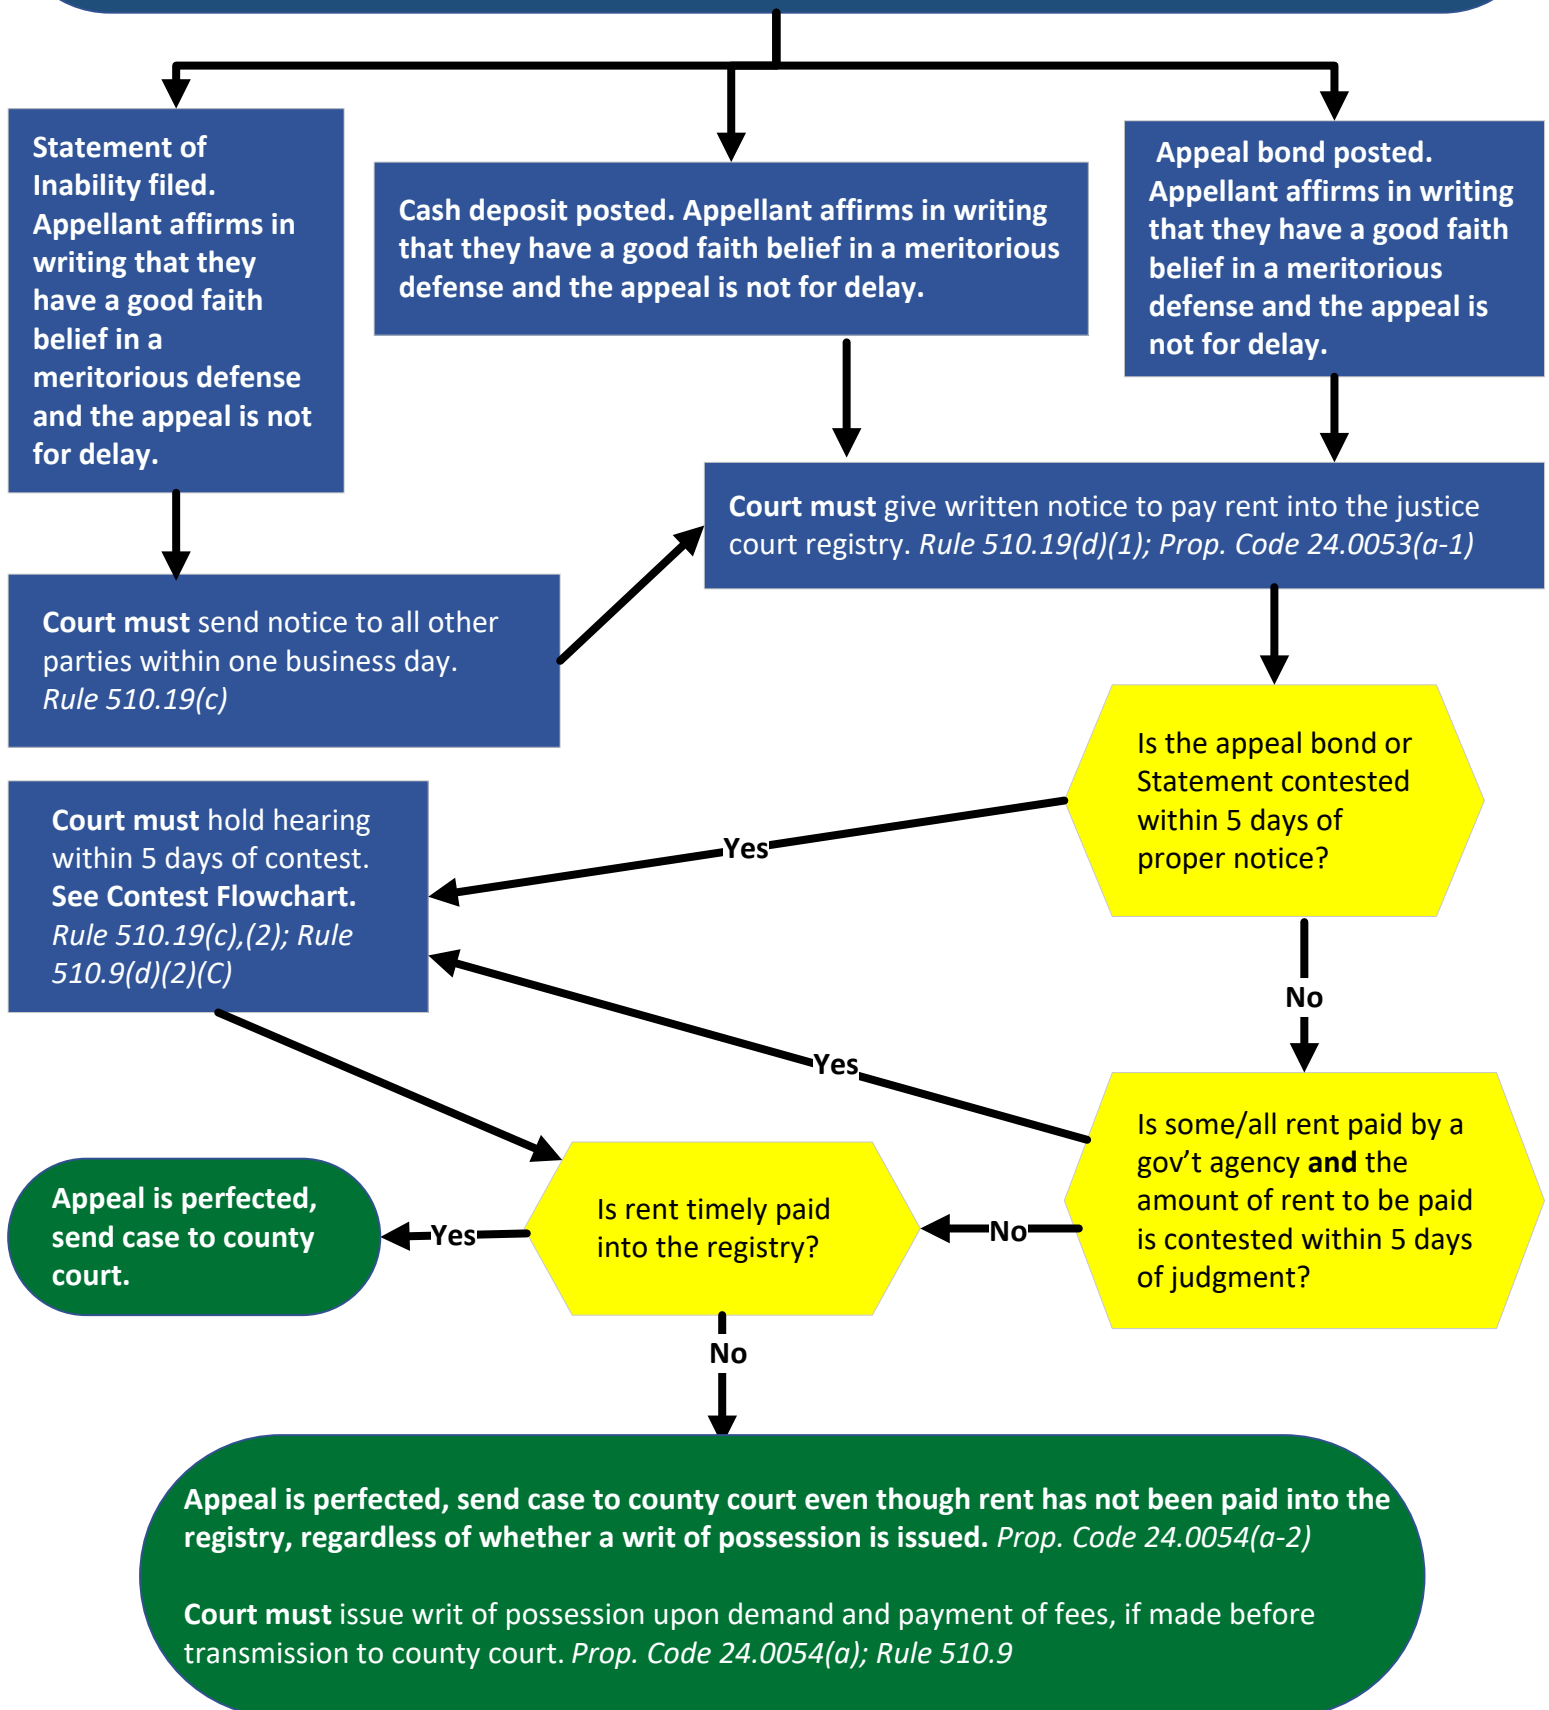 Statement of
Inability filed.
Appellant affirms in
writing that they
have a good faith
belief in a
meritorious defense
and the appeal is not
for delay.
Cash deposit posted. Appellant affirms in writing
that they have a good faith belief in a meritorious
defense and the appeal is not for delay.
Appeal bond posted.
Appellant affirms in writing
that they have a good faith
belief in a meritorious
defense and the appeal is
not for delay.
Court must give written notice to pay rent into the justice
court registry. Rule 510.19(d)(1); Prop. Code 24.0053(a-1)
Court must send notice to all other
parties within one business day.
Rule 510.19(c)
Is the appeal bond or
Statement contested
within 5 days of
proper notice?
Yes
Court must hold hearing
within 5 days of contest.
See Contest Flowchart.
Rule 510.19(c),(2); Rule
510.9(d)(2)(C)
No
Yes
Is some/all rent paid by a
gov’t agency and the
amount of rent to be paid
is contested within 5 days
of judgment?
No
Is rent timely paid
into the registry?
Yes
Appeal is perfected,
send case to county
court.
No
Appeal is perfected, send case to county court even though rent has not been paid into the
registry, regardless of whether a writ of possession is issued. Prop. Code 24.0054(a-2)
Court must issue writ of possession upon demand and payment of fees, if made before
transmission to county court. Prop. Code 24.0054(a); Rule 510.9